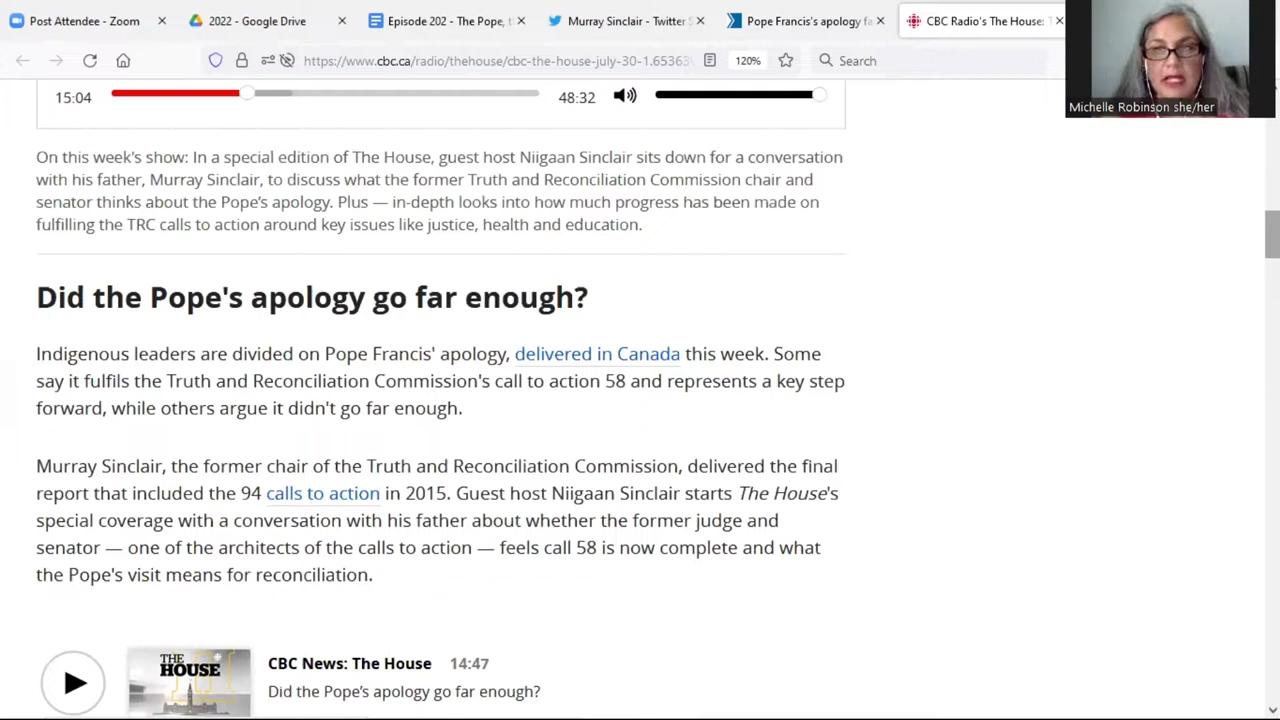 Post Attendee - Zoom
2022 - Google Drive
Episode 202 - The Pope, t
Murray Sinclair - Twitter S
Pope Francis's apology fa
CBC Radio's The House: T
https://www.cbc.ca/radio/thehouse/cbc-the-house-july-30-1.65363
120%
Search
Michelle Robinson she/her
15:04
48:32
On this week's show: In a special edition of The House, guest host Niigaan Sinclair sits down for a conversation
with his father, Murray Sinclair, to discuss what the former Truth and Reconciliation Commission chair and
senator thinks about the Pope's apology. Plus — in-depth looks into how much progress has been made on
fulfilling the TRC calls to action around key issues like justice, health and education.
Did the Pope's apology go far enough?
Indigenous leaders are divided on Pope Francis' apology, delivered in Canada this week. Some
say it fulfils the Truth and Reconciliation Commission's call to action 58 and represents a key step
forward, while others argue it didn't go far enough.
Murray Sinclair, the former chair of the Truth and Reconciliation Commission, delivered the final
report that included the 94 calls to action in 2015. Guest host Niigaan Sinclair starts The House's
special coverage with a conversation with his father about whether the former judge and
senator — one of the architects of the calls to action — feels call 58 is now complete and what
the Pope's visit means for reconciliation.
THE
HOUSE
CBC News: The House 14:47
Did the Pope's apology go far enough?